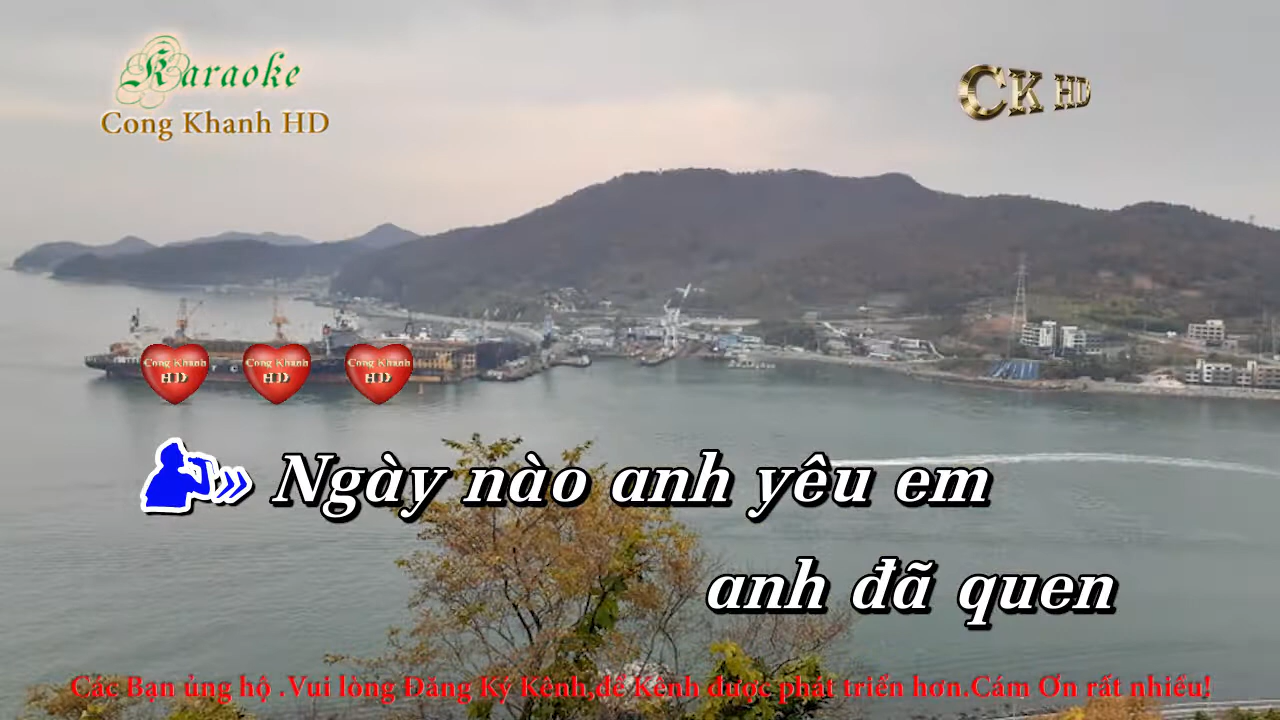 Karaoke
Cong Khanh HD
CK HD
Cong Khanh HD
Cong Khanh HD
Cong Khanh HD
Ngày nào anh yêu em
anh đã quen
Các Bạn ủng hộ .Vui lòng Đăng Ký Kênh,để Kênh được phát triển hơn.Cám Ơn rất nhiều!